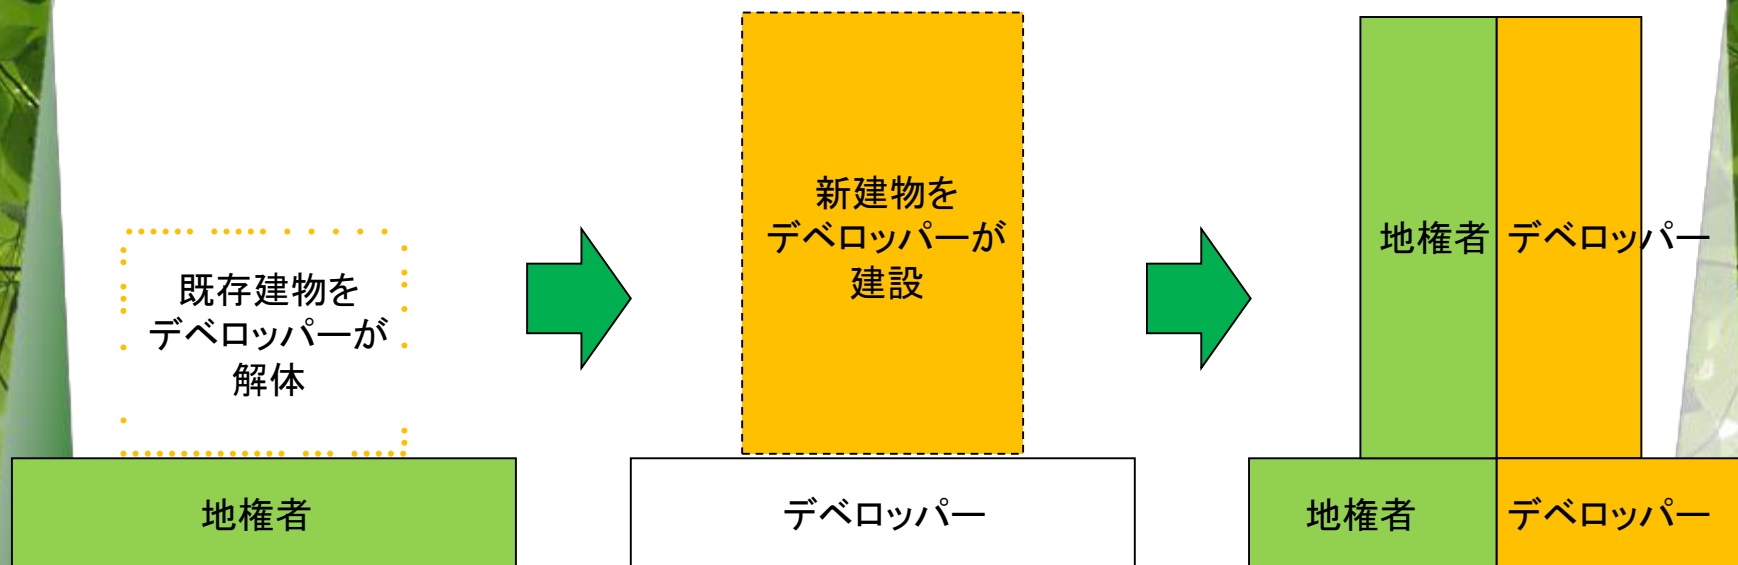 既存建物を
デベロッパーが
解体
地権者
新建物を
デベロッパーが
建設
デベロッパー
地権者
デベロッパー
地権者
デベロッパー